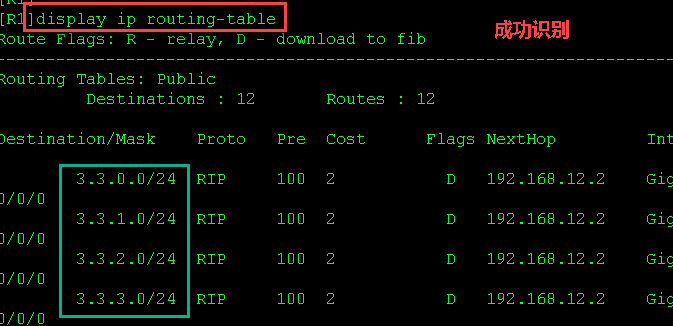 [R1]
[R1]display ip routing-table
成功识别
Route Flags: R - relay, D - download to fib
------------------------------------------------------------------------------
Routing Tables: Public
Destinations : 12 Routes : 12
Destination/Mask Proto Pre Cost Flags NextHop Int
3.3.0.0/24 RIP 100 2 D 192.168.12.2 Gig
0/0/0
3.3.1.0/24 RIP 100 2 D 192.168.12.2 Gig
0/0/0
3.3.2.0/24 RIP 100 2 D 192.168.12.2 Gig
0/0/0
3.3.3.0/24 RIP 100 2 D 192.168.12.2 Gig
0/0/0